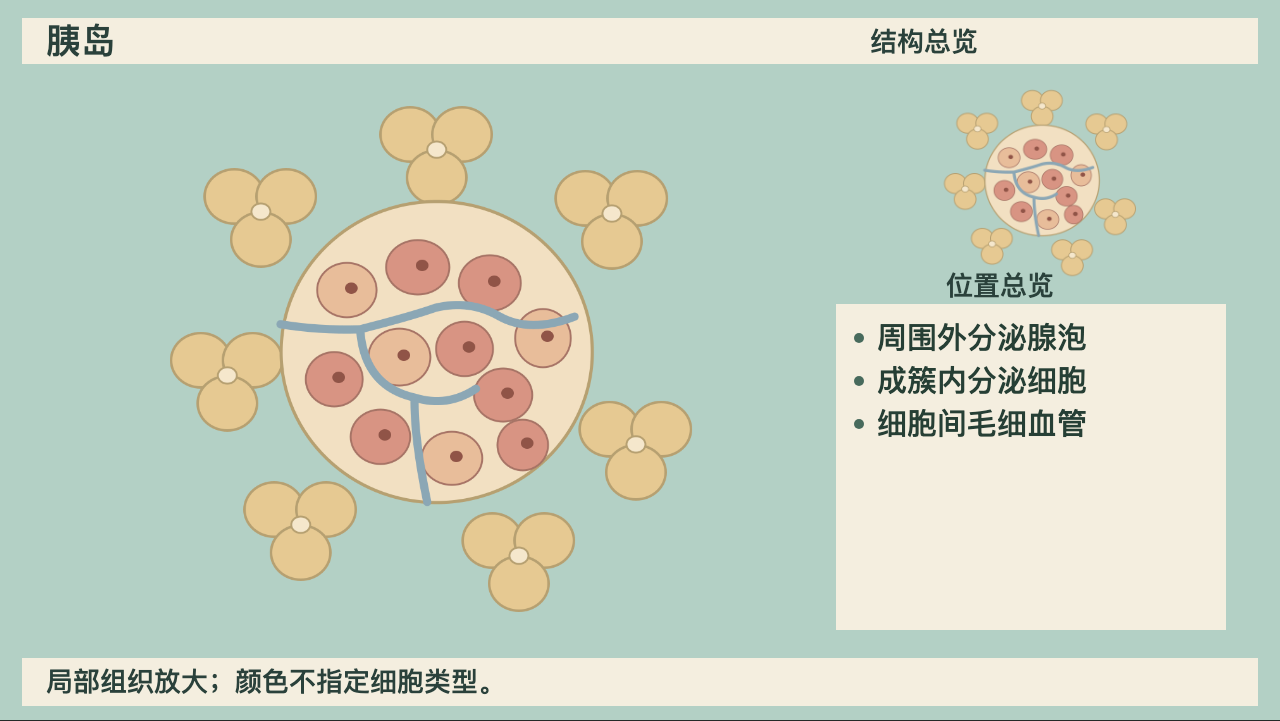 胰岛
结构总览
位置总览
周围外分泌腺泡
成簇内分泌细胞
细胞间毛细血管
局部组织放大；颜色不指定细胞类型。